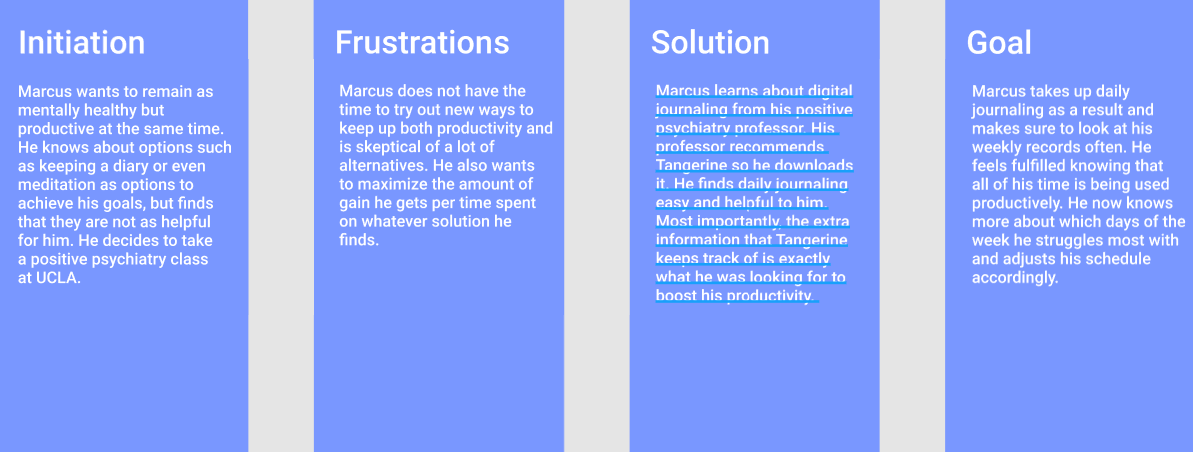 Initiation
Marcus wants to remain as
mentally healthy but
productive at the same time.
He knows about options such
as keeping a diary or even
meditation as options to
achieve his goals, but finds
that they are not as helpful
for him. He decides to take
a positive psychiatry class
at UCLA.
Frustrations
Marcus does not have the
time to try out new ways to
keep up both productivity and
is skeptical of a lot of
alternatives. He also wants
to maximize the amount of
gain he gets per time spent
on whatever solution he
finds.
Solution
Marcus learns about digital
journaling from his positive
psychiatry professor. His
professor recommends
Tangerine so he downloads
it. He finds daily journaling
easy and helpful to him.
Most importantly, the extra
information that Tangerine
keeps track of is exactly
what he was looking for to
boost his productivity.
Goal
Marcus takes up daily
journaling as a result and
makes sure to look at his
weekly records often. He
feels fulfilled knowing that
all of his time is being used
productively. He now knows
more about which days of the
week he struggles most with
and adjusts his schedule
accordingly.